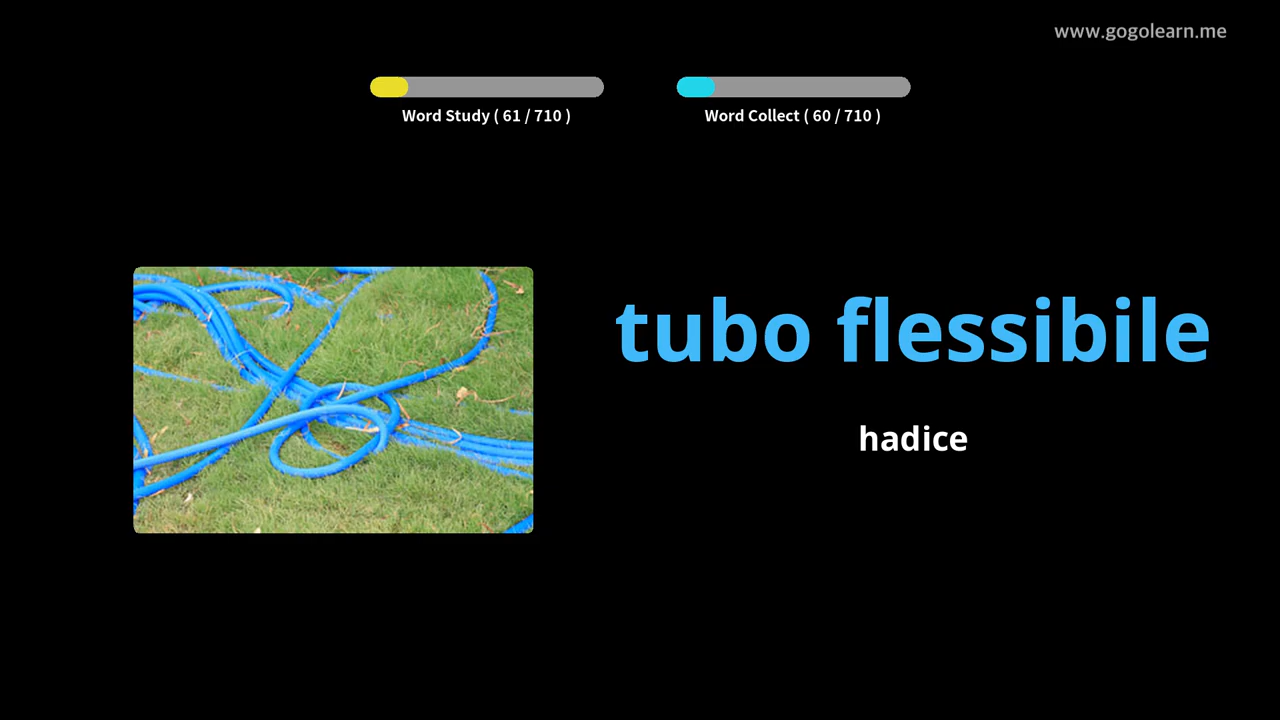 www.gogolearn.me
Word Study ( 61 / 710 )
Word Collect ( 60 / 710 )
tubo flessibile
hadice